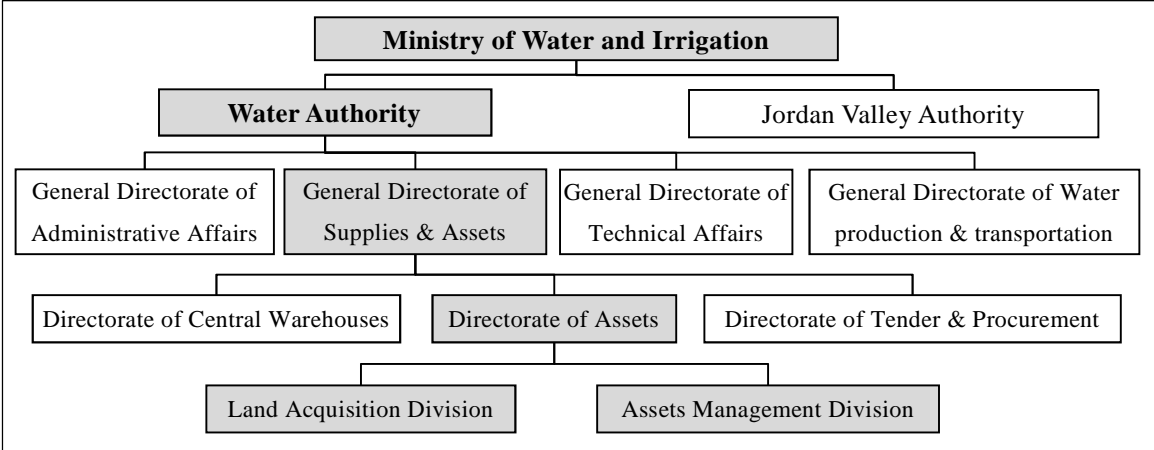 Ministry of Water and Irrigation
Water Authority
Jordan Valley Authority
General Directorate of
Administrative Affairs
General Directorate of
Supplies & Assets
General Directorate of
Technical Affairs
General Directorate of Water
production & transportation
Directorate of Central Warehouses
Directorate of Assets
Directorate of Tender & Procurement
Land Acquisition Division
Assets Management Division